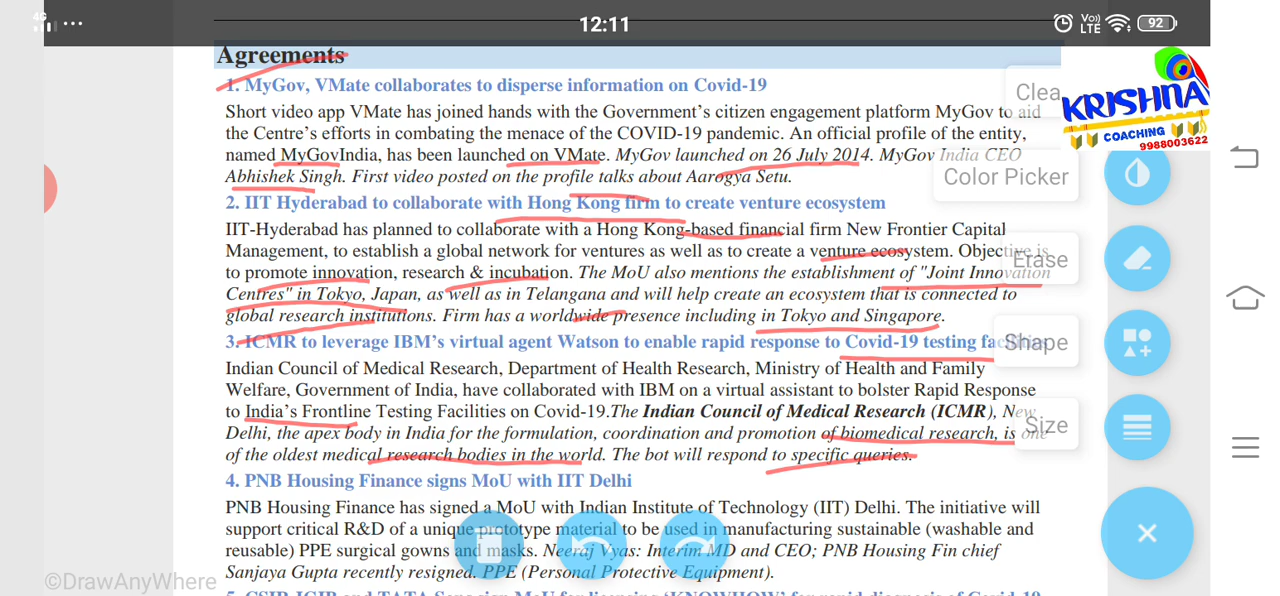 4G
12:11
Vo)
LTE
92
Agreements
1. MyGov, VMate collaborates to disperse information on Covid-19
Short video app VMate has joined hands with the Government's citizen engagement platform MyGov to aid
the Centre's efforts in combating the menace of the COVID-19 pandemic. An official profile of the entity,
named MyGovIndia, has been launched on VMate. MyGov launched on 26 July 2014. MyGov India CEO
Abhishek Singh. First video posted on the profile talks about Aarogya Setu.
2. IIT Hyderabad to collaborate with Hong Kong firm to create venture ecosystem
IIT-Hyderabad has planned to collaborate with a Hong Kong-based financial firm New Frontier Capital
Management, to establish a global network for ventures as well as to create a venture ecosystem. Objective is
to promote innovation, research & incubation. The MoU also mentions the establishment of "Joint Innovation
Centres" in Tokyo, Japan, as well as in Telangana and will help create an ecosystem that is connected to
global research institutions. Firm has a worldwide presence including in Tokyo and Singapore.
3. ICMR to leverage IBM's virtual agent Watson to enable rapid response to Covid-19 testing
Indian Council of Medical Research, Department of Health Research, Ministry of Health and Family
Welfare, Government of India, have collaborated with IBM on a virtual assistant to bolster Rapid Response
to India's Frontline Testing Facilities on Covid-19.The Indian Council of Medical Research (ICMR), New
Delhi, the apex body in India for the formulation, coordination and promotion of biomedical research, is one
of the oldest medical research bodies in the world. The bot will respond to specific queries.
4. PNB Housing Finance signs MoU with IIT Delhi
PNB Housing Finance has signed a MoU with Indian Institute of Technology (IIT) Delhi. The initiative will
support critical R&D of a unique prototype material to be used in manufacturing sustainable (washable and
reusable) PPE surgical gowns and masks. Neeraj Vyas: Interim MD and CEO; PNB Housing Fin chief
Sanjaya Gupta recently resigned. PPE (Personal Protective Equipment).
Clea
Color Picker
Erase
Shape
Size
KRISHNA
COACHING
9988003622
©DrawAnyWhere